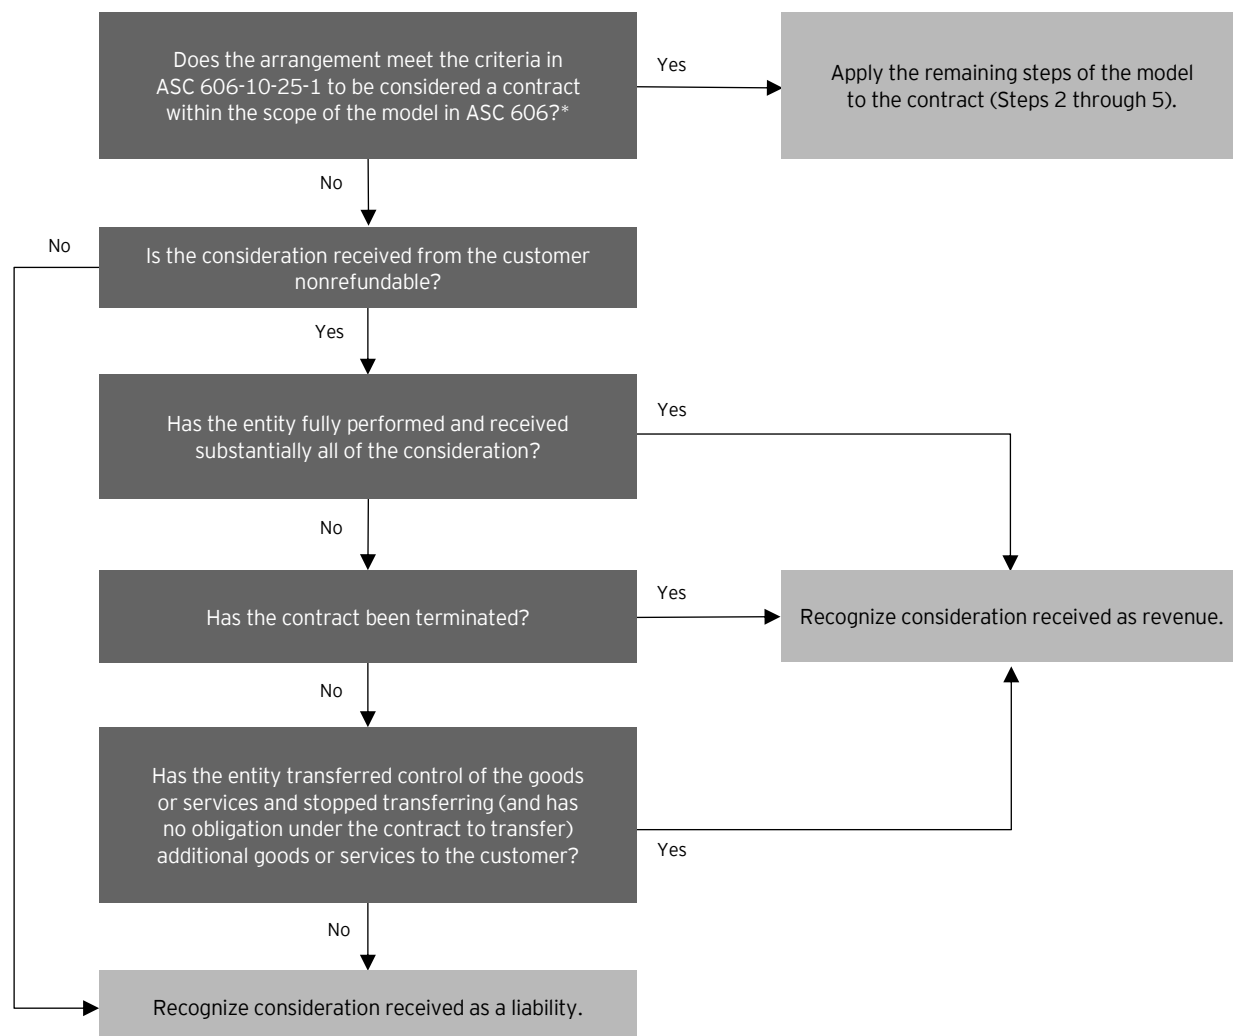 Does the arrangement meet the criteria in
ASC 606-10-25-1 to be considered a contract
within the scope of the model in ASC 606?*
Yes
Apply the remaining steps of the model
to the contract (Steps 2 through 5).
No
No
Is the consideration received from the customer
nonrefundable?
Yes
Has the entity fully performed and received
substantially all of the consideration?
Yes
No
Has the contract been terminated?
Yes
Recognize consideration received as revenue.
No
Has the entity transferred control of the goods
or services and stopped transferring (and has
no obligation under the contract to transfer)
additional goods or services to the customer?
Yes
No
Recognize consideration received as a liability.